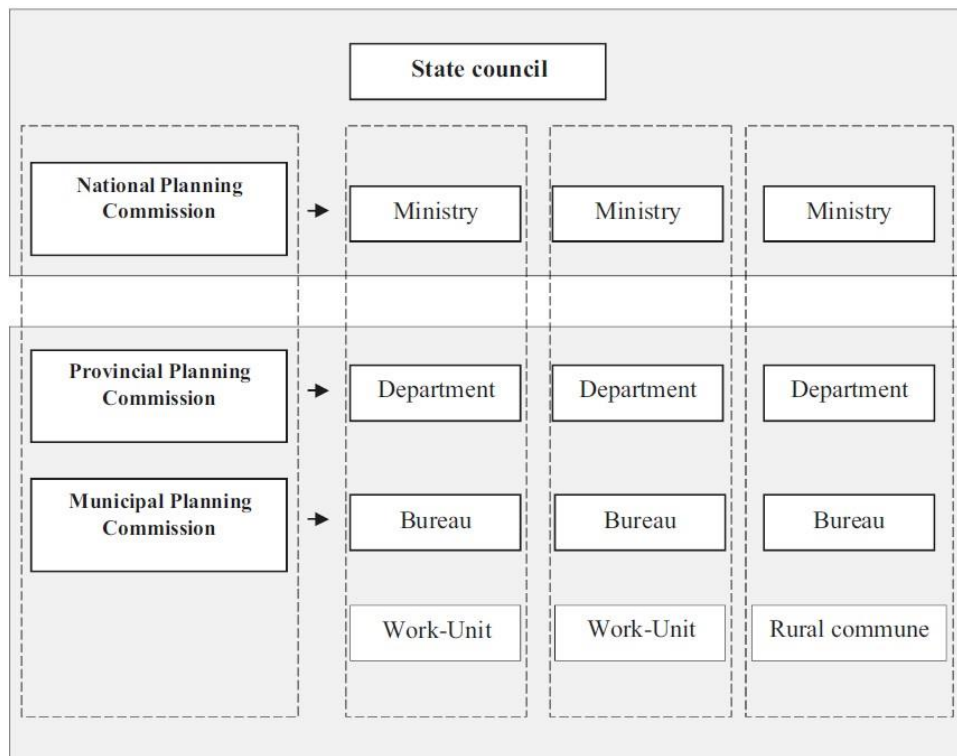 State council
National Planning
Commission
Ministry
Ministry
Ministry
Provincial Planning
Commission
Department
Department
Department
Municipal Planning
Commission
Bureau
Bureau
Bureau
Work-Unit
Work-Unit
Rural commune